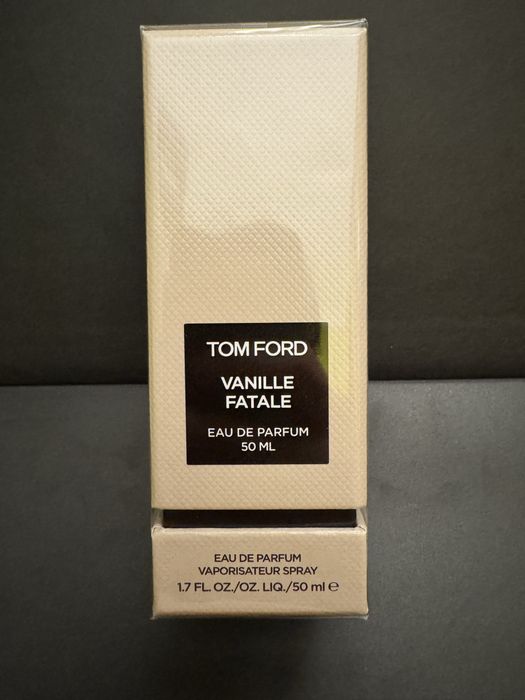 TOM FORD
VANILLE
FATALE
EAU DE PARFUM
50 ML
EAU DE PARFUM
VAPORISATEUR SPRAY
1.7 FL. OZ./OZ. LIQ./50 ml ℮